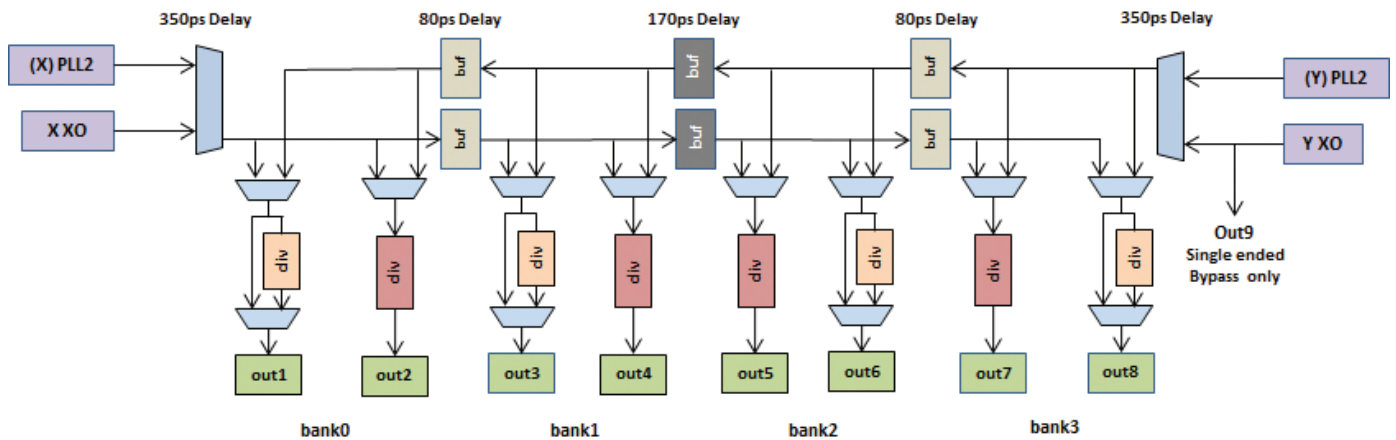 350ps Delay
80ps Delay
170ps Delay
80ps Delay
350ps Delay
(X) PLL2
buf
buf
buf
(Y) PLL2
X XO
buf
buf
buf
Y XO
div
div
div
div
div
div
div
div
Out9
Single ended
Bypass only
out1
out2
out3
out4
out5
out6
out7
out8
bank0
bank1
bank2
bank3